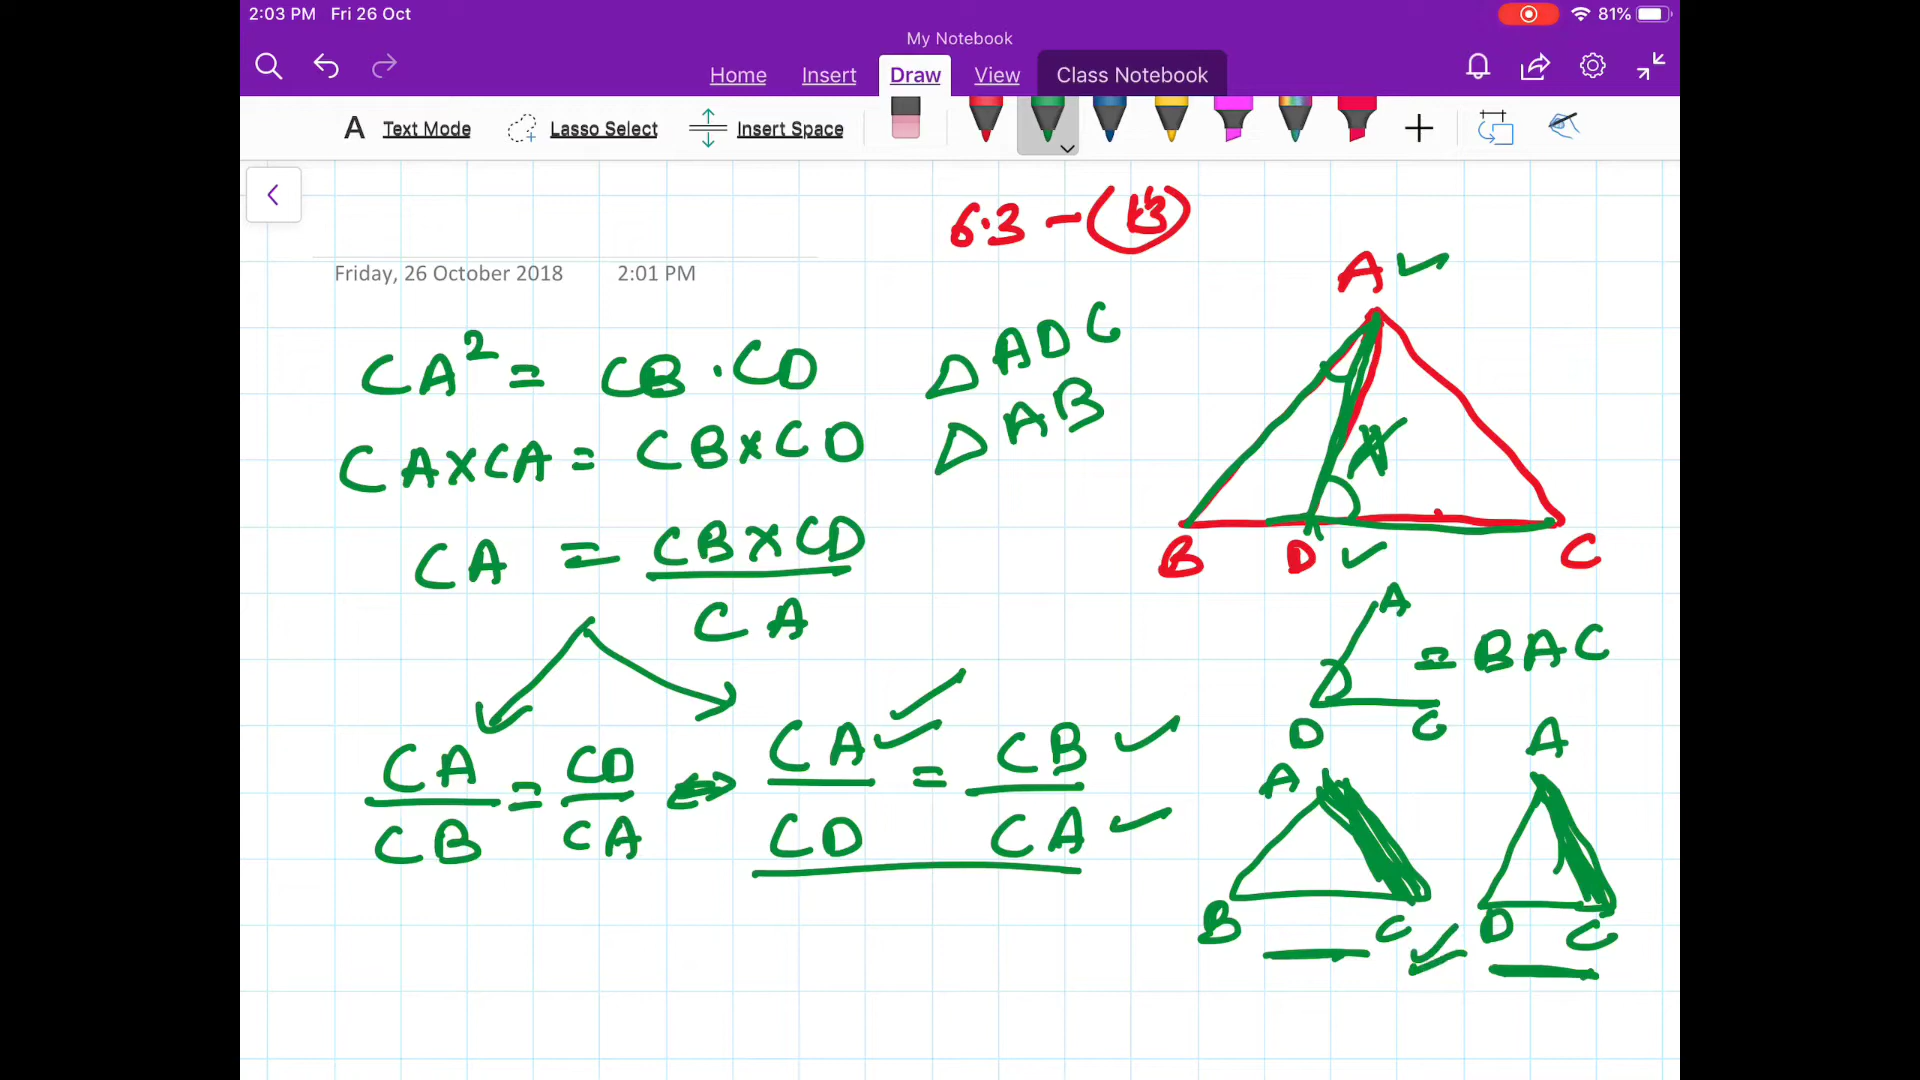 2:03 PM Fri 26 Oct 81%
My Notebook
Home Insert Draw View Class Notebook
A Text Mode Lasso Select Insert Space
6.3 - 13
Friday, 26 October 2018 2:01 PM
A ✓
CA² = CB · CD
△ ADC
CA×CA = CB×CD
△ AB
CA = CB×CD / CA
B D ✓ C
A
D C = BAC
CA / CB = CD / CA ⇔ CA ✓✓ / CD = CB ✓ / CA ✓
A
B C ✓
A
D C